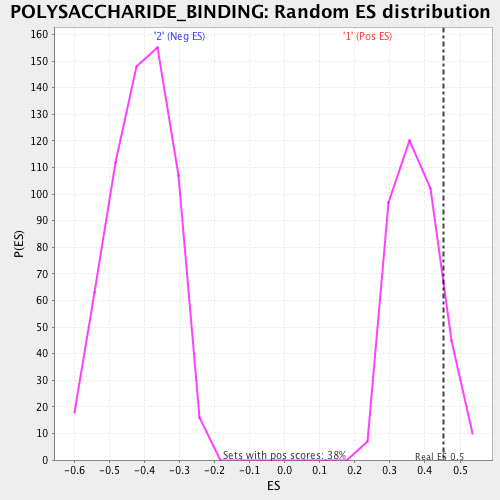 POLYSACCHARIDE_BINDING: Random ES distribution
'2' (Neg ES) '1' (Pos ES)
160
150
140
130
120
110
100
90
80
70
60
50
40
30
20
10
0
P(ES)
Sets with pos scores: 38%
Real ES 0.5
-0.6 -0.5 -0.4 -0.3 -0.2 -0.1 0.0 0.1 0.2 0.3 0.4 0.5
ES